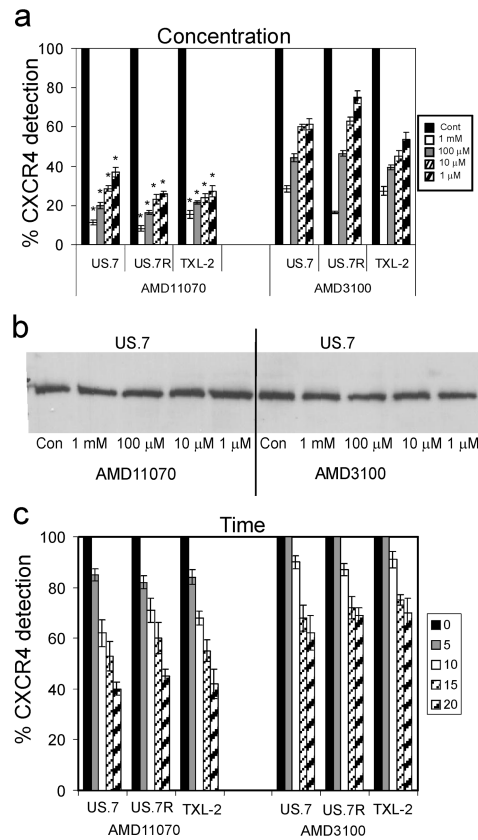 a
Concentration
% CXCR4 detection
100
80
60
40
20
0
* * * * * * * * * * * *
Cont
1 mM
100 µM
10 µM
1 µM
US.7 US.7R TXL-2 US.7 US.7R TXL-2
AMD11070 AMD3100
b
US.7 US.7
Con 1 mM 100 µM 10 µM 1 µM Con 1 mM 100 µM 10 µM 1 µM
AMD11070 AMD3100
c
Time
% CXCR4 detection
100
80
60
40
20
0
0
5
10
15
20
US.7 US.7R TXL-2 US.7 US.7R TXL-2
AMD11070 AMD3100